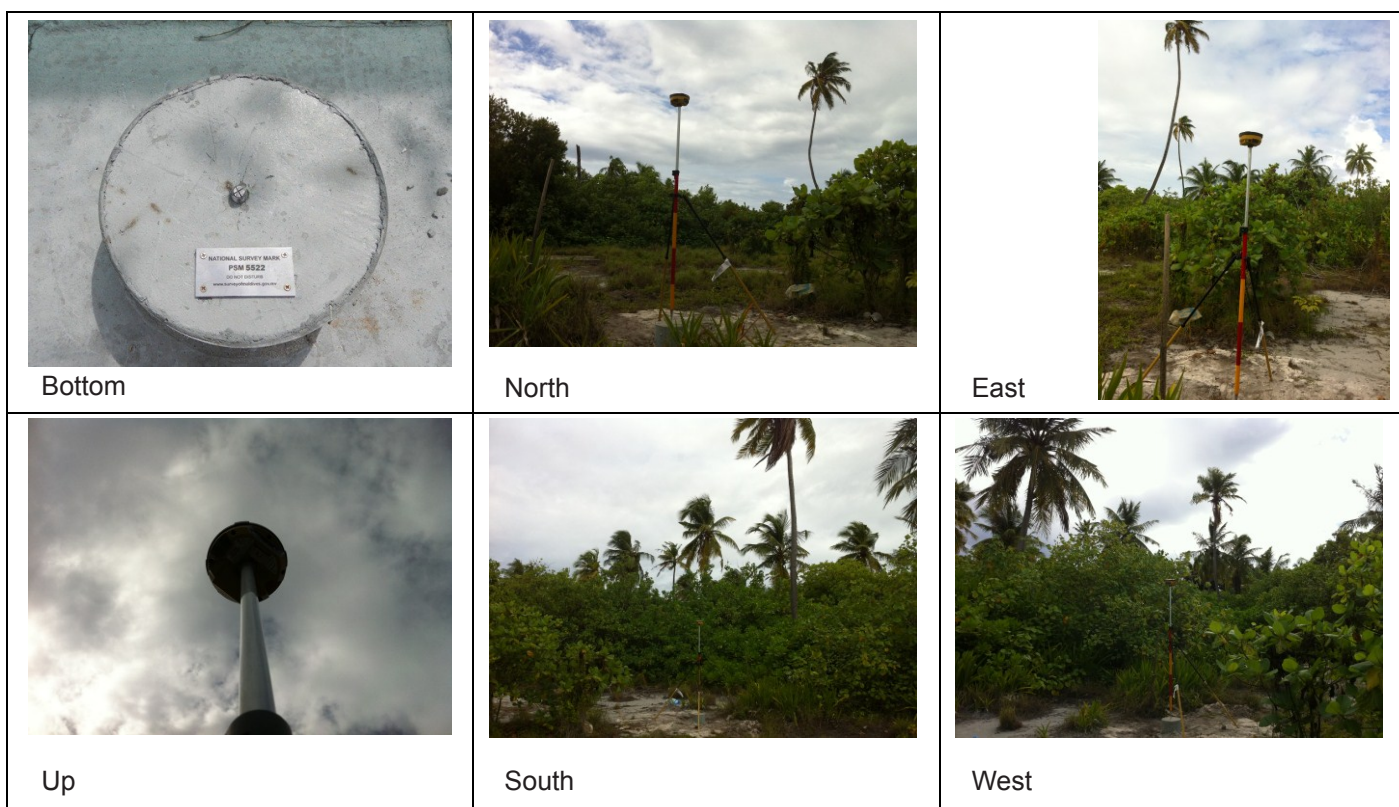 NATIONAL SURVEY MARK
PSM 5522
DO NOT DISTURB
Bottom
North
East
Up
South
West